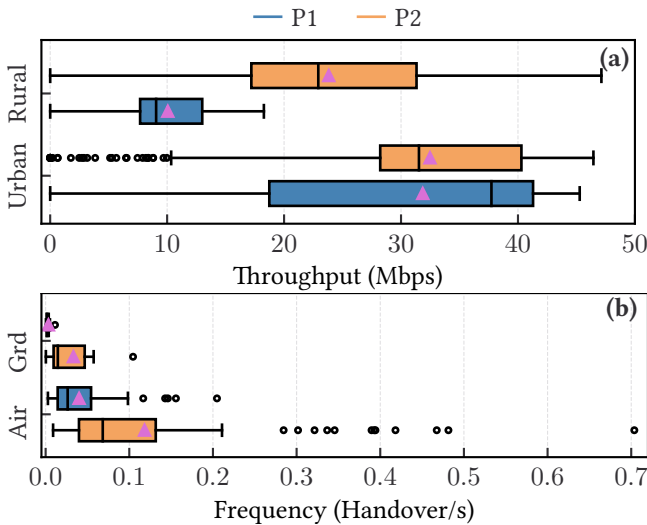 P1 P2
(a)
Rural
Urban
0 10 20 30 40 50
Throughput (Mbps)
(b)
Grd
Air
0.0 0.1 0.2 0.3 0.4 0.5 0.6 0.7
Frequency (Handover/s)